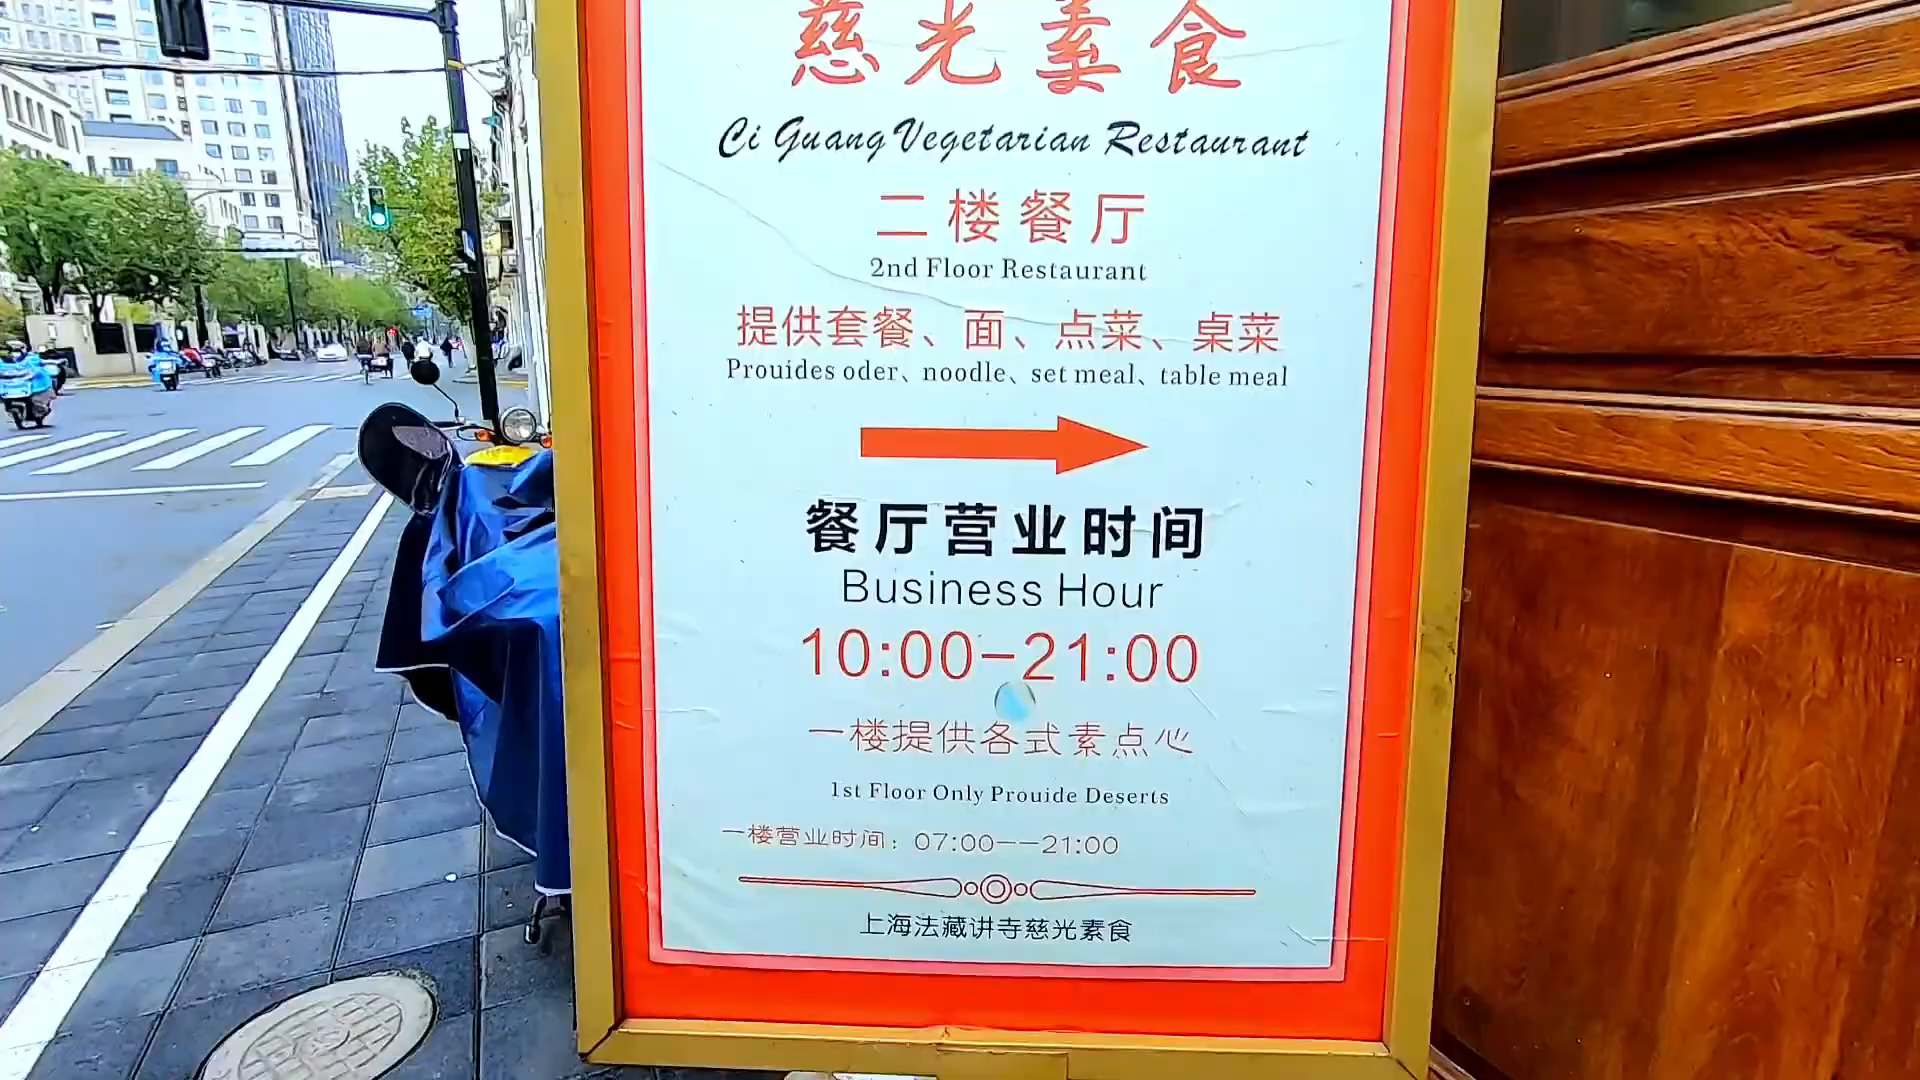 慈光素食
Ci Guang Vegetarian Restaurant
二楼餐厅
2nd Floor Restaurant
提供套餐、面、点菜、桌菜
Prouides oder、noodle、set meal、table meal
餐厅营业时间
Business Hour
10:00-21:00
一楼提供各式素点心
1st Floor Only Prouide Deserts
一楼营业时间：07:00——21:00
上海法藏讲寺慈光素食